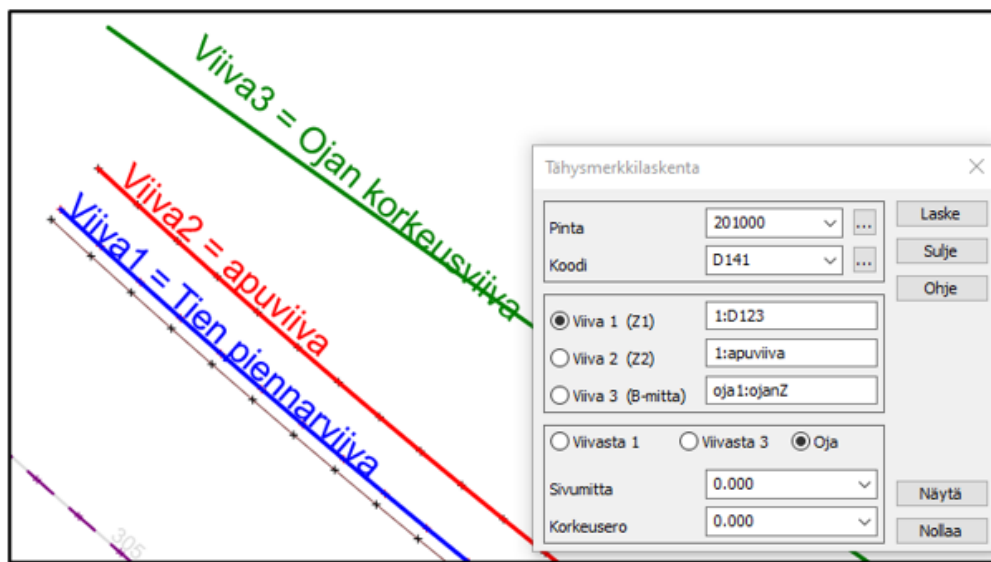 Viiva3 = Ojan korkeusviiva
Viiva2 = apuviiva
Viiva1 = Tien piennarviiva
305
Tähysmerkkilaskenta
Pinta 201000 ... Laske
Koodi D141 ... Sulje
Ohje
Viiva 1 (Z1) 1:D123
Viiva 2 (Z2) 1:apuviiva
Viiva 3 (B-mitta) oja1:ojanZ
Viivasta 1 Viivasta 3 Oja
Sivumitta 0.000 Näytä
Korkeusero 0.000 Nollaa